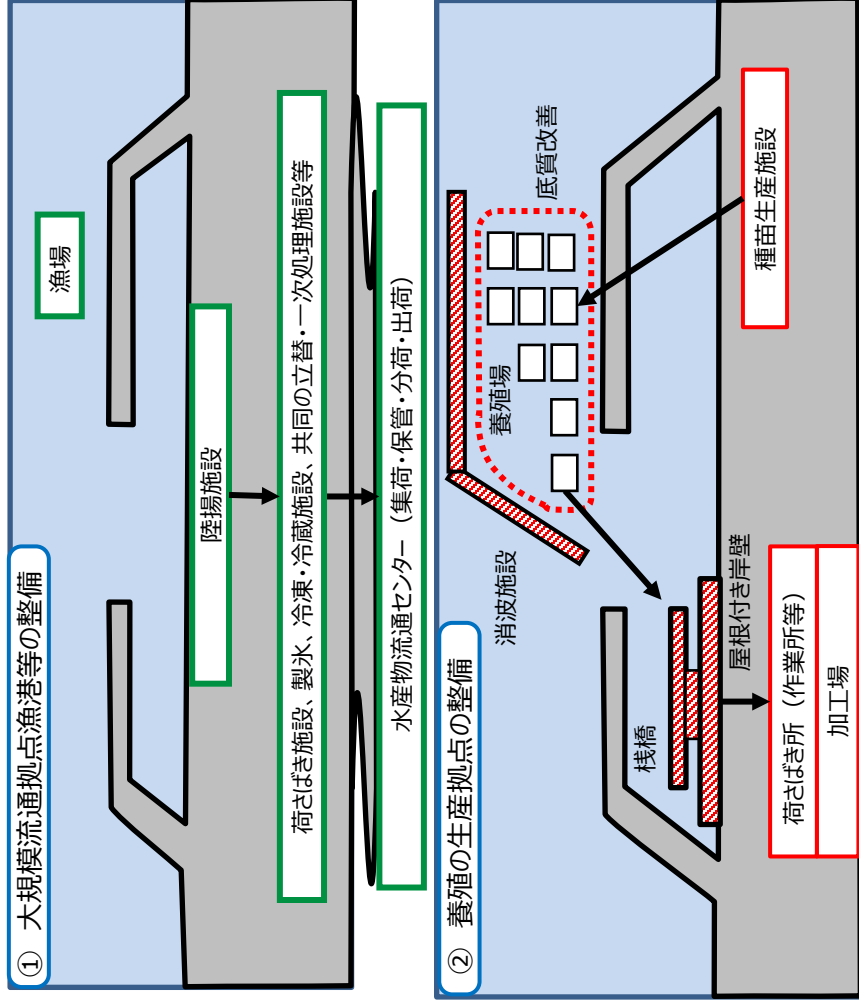 ① 大規模流通拠点漁港等の整備
漁場
陸揚施設
荷さばき施設、製氷、冷凍・冷蔵施設、共同の立替・一次処理施設等
水産物流通センター（集荷・保管・分荷・出荷）
② 養殖の生産拠点の整備
消波施設
養殖場
底質改善
桟橋
屋根付き岸壁
荷さばき所（作業所等）
加工場
種苗生産施設